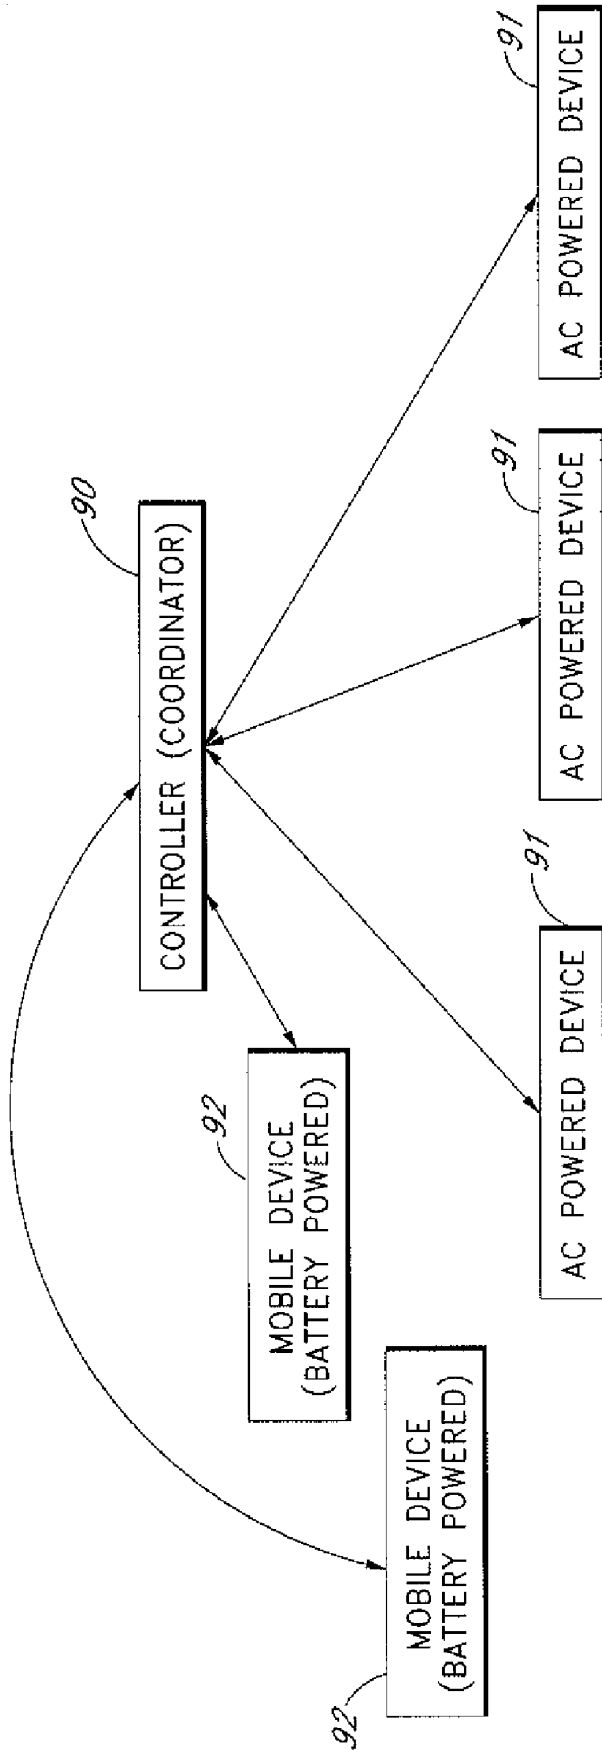 90
CONTROLLER (COORDINATOR)
92
MOBILE DEVICE
(BATTERY POWERED)
92
MOBILE DEVICE
(BATTERY POWERED)
91
AC POWERED DEVICE
91
AC POWERED DEVICE
91
AC POWERED DEVICE